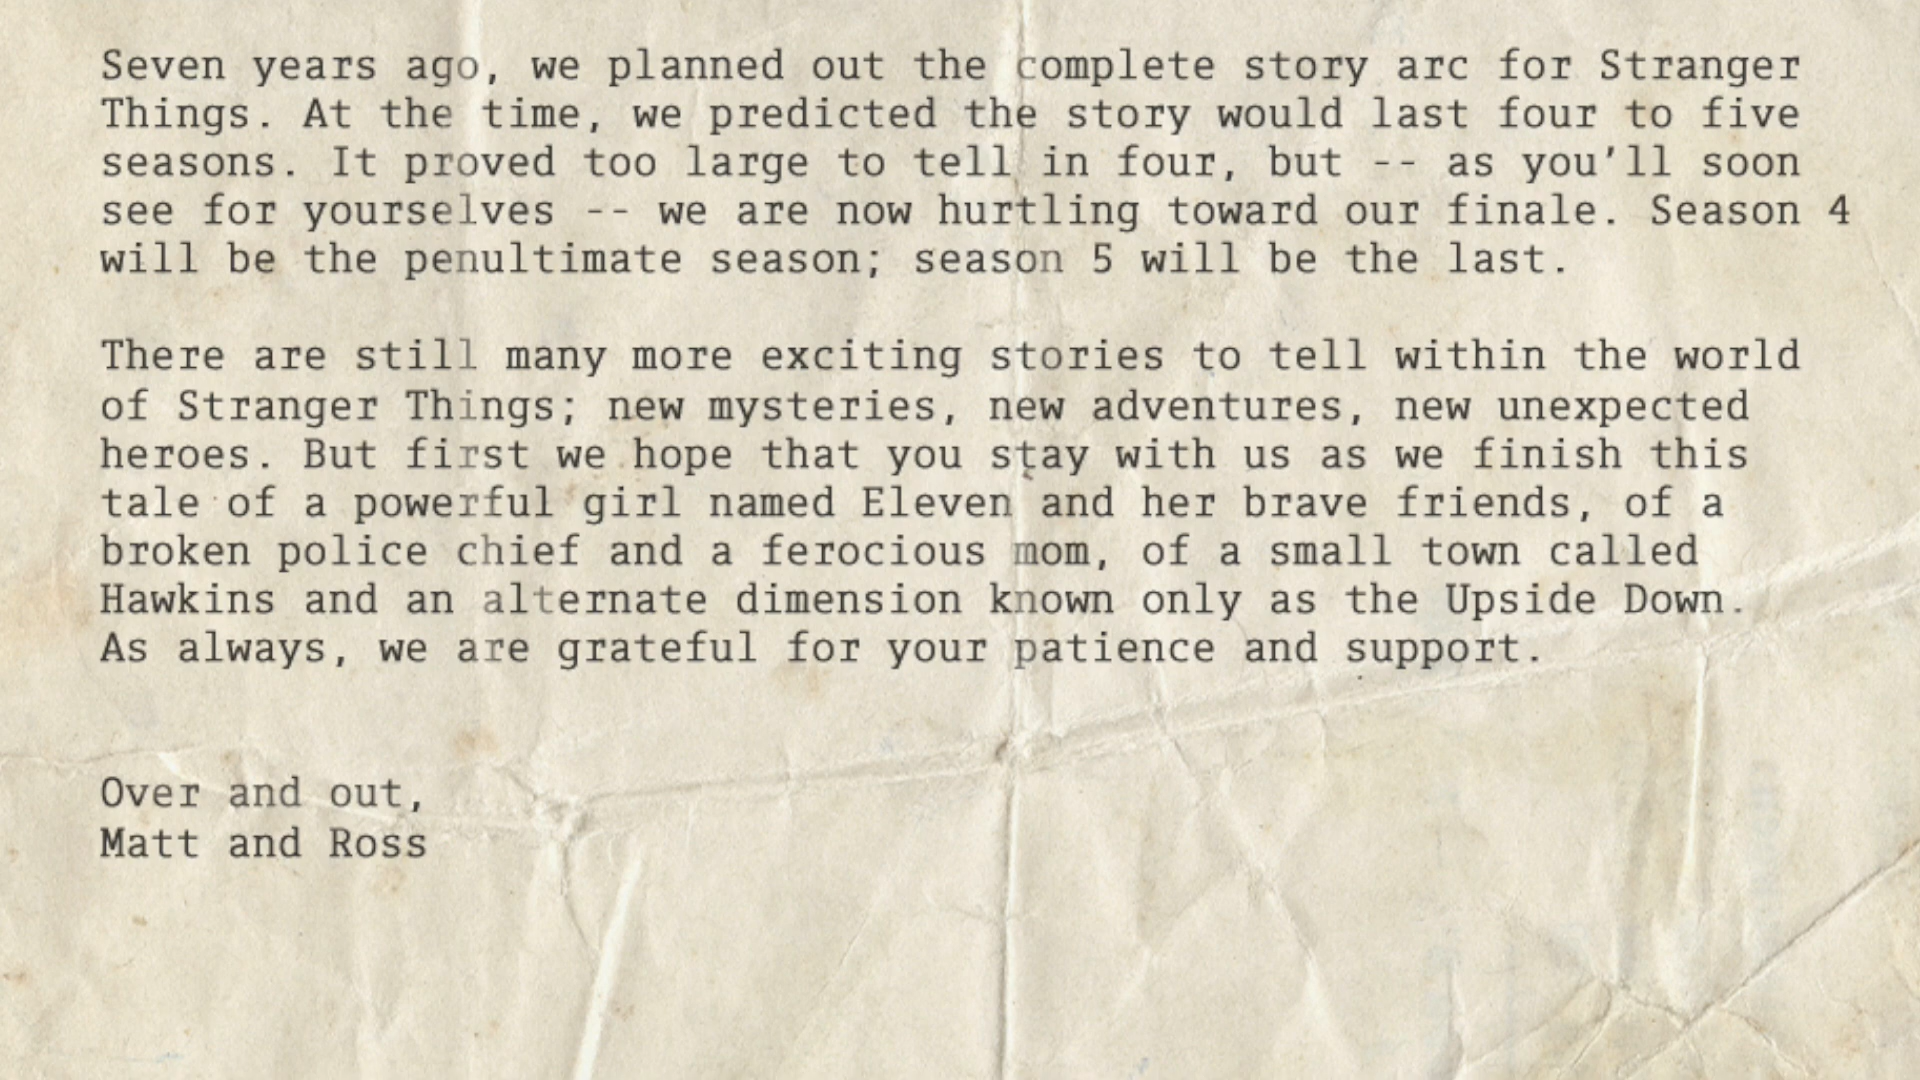 Seven years ago, we planned out the complete story arc for Stranger
Things. At the time, we predicted the story would last four to five
seasons. It proved too large to tell in four, but -- as you’ll soon
see for yourselves -- we are now hurtling toward our finale. Season 4
will be the penultimate season; season 5 will be the last.
There are still many more exciting stories to tell within the world
of Stranger Things; new mysteries, new adventures, new unexpected
heroes. But first we hope that you stay with us as we finish this
tale of a powerful girl named Eleven and her brave friends, of a
broken police chief and a ferocious mom, of a small town called
Hawkins and an alternate dimension known only as the Upside Down.
As always, we are grateful for your patience and support.
Over and out,
Matt and Ross